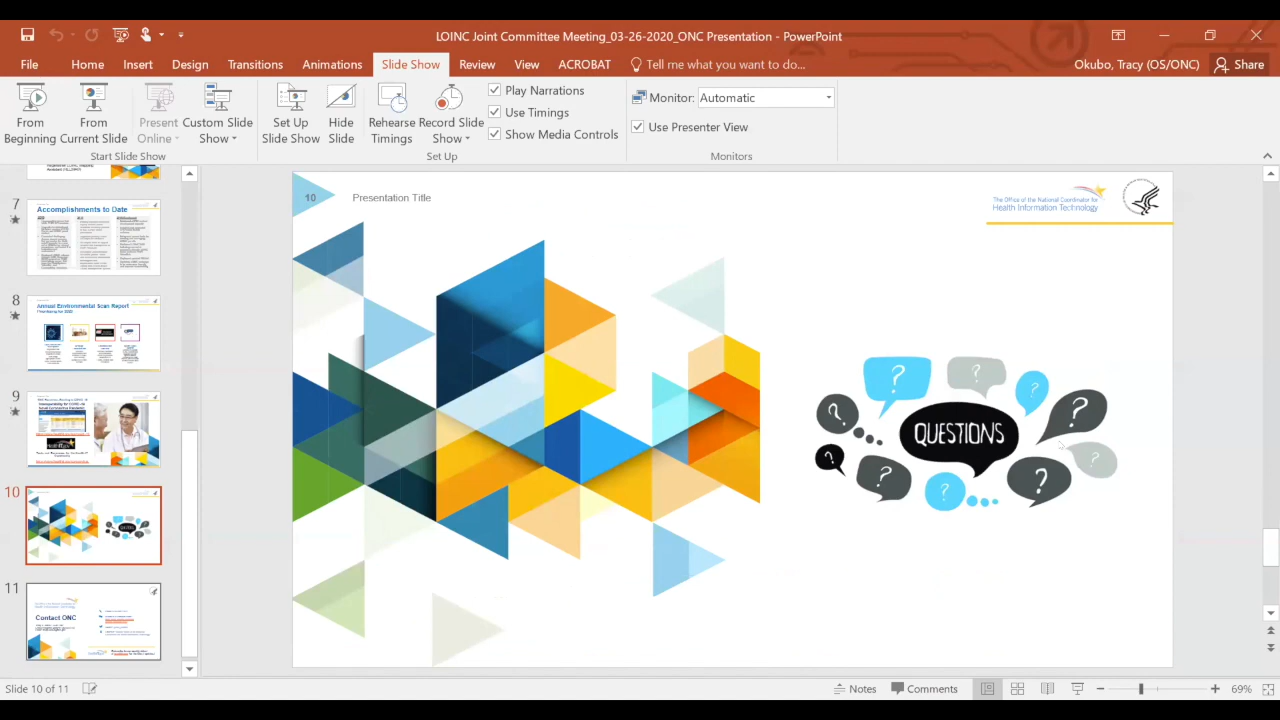 LOINC Joint Committee Meeting_03-26-2020_ONC Presentation - PowerPoint
File Home Insert Design Transitions Animations Slide Show Review View ACROBAT Tell me what you want to do... Okubo, Tracy (OS/ONC) Share
From Beginning
From Current Slide
Present Online
Custom Slide Show
Start Slide Show
Set Up Slide Show
Hide Slide
Rehearse Timings
Record Slide Show
Play Narrations
Use Timings
Show Media Controls
Set Up
Monitor: Automatic
Use Presenter View
Monitors
7
Accomplishments to Date
8
Annual Environmental Scan Report
9
10
11
Contact ONC
10 Presentation Title
The Office of the National Coordinator for
Health Information Technology
? ? ? ? ?
QUESTIONS
? ? ? ? ?
Slide 10 of 11 Notes Comments 69%